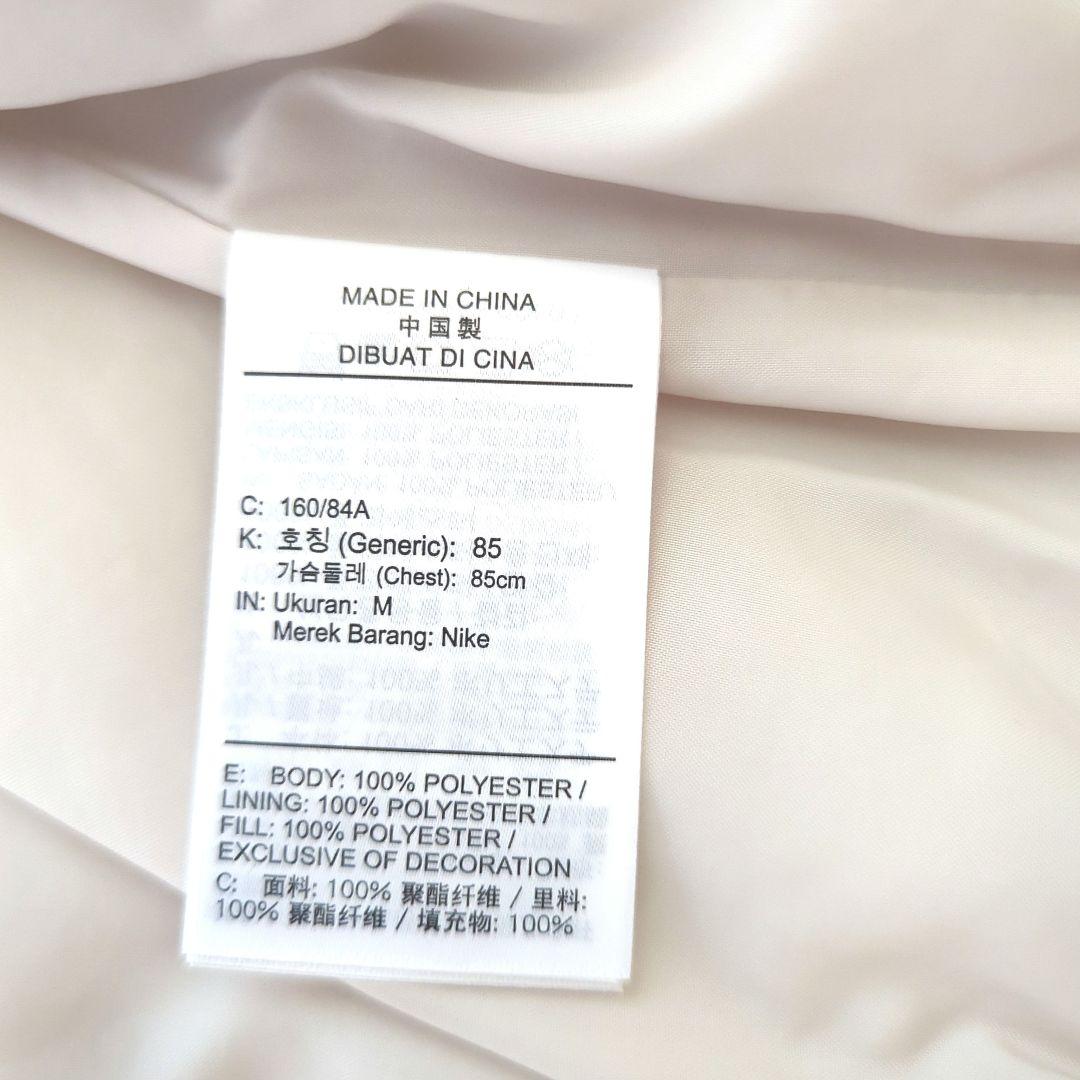 MADE IN CHINA
中国製
DIBUAT DI CINA
C: 160/84A
K: 호칭 (Generic): 85
가슴둘레 (Chest): 85cm
IN: Ukuran: M
Merek Barang: Nike
E: BODY: 100% POLYESTER /
LINING: 100% POLYESTER /
FILL: 100% POLYESTER /
EXCLUSIVE OF DECORATION
C: 面料: 100% 聚酯纤维 / 里料:
100% 聚酯纤维 / 填充物: 100%